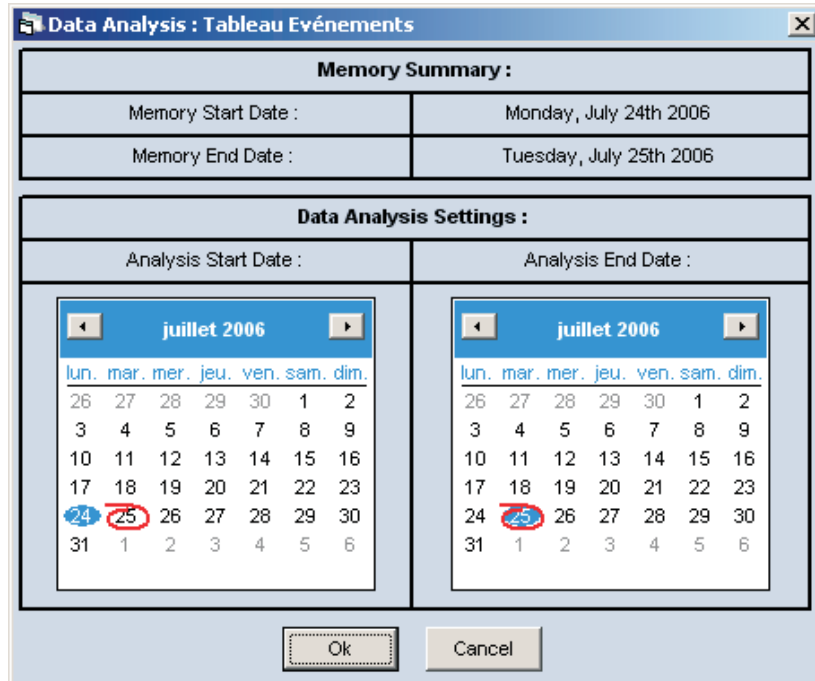 Data Analysis : Tableau Evénements
Memory Summary :
Memory Start Date : Monday, July 24th 2006
Memory End Date : Tuesday, July 25th 2006
Data Analysis Settings :
Analysis Start Date : Analysis End Date :
juillet 2006 juillet 2006
lun. mar. mer. jeu. ven. sam. dim. lun. mar. mer. jeu. ven. sam. dim.
26 27 28 29 30 1 2 26 27 28 29 30 1 2
3 4 5 6 7 8 9 3 4 5 6 7 8 9
10 11 12 13 14 15 16 10 11 12 13 14 15 16
17 18 19 20 21 22 23 17 18 19 20 21 22 23
24 25 26 27 28 29 30 24 25 26 27 28 29 30
31 1 2 3 4 5 6 31 1 2 3 4 5 6
Ok Cancel